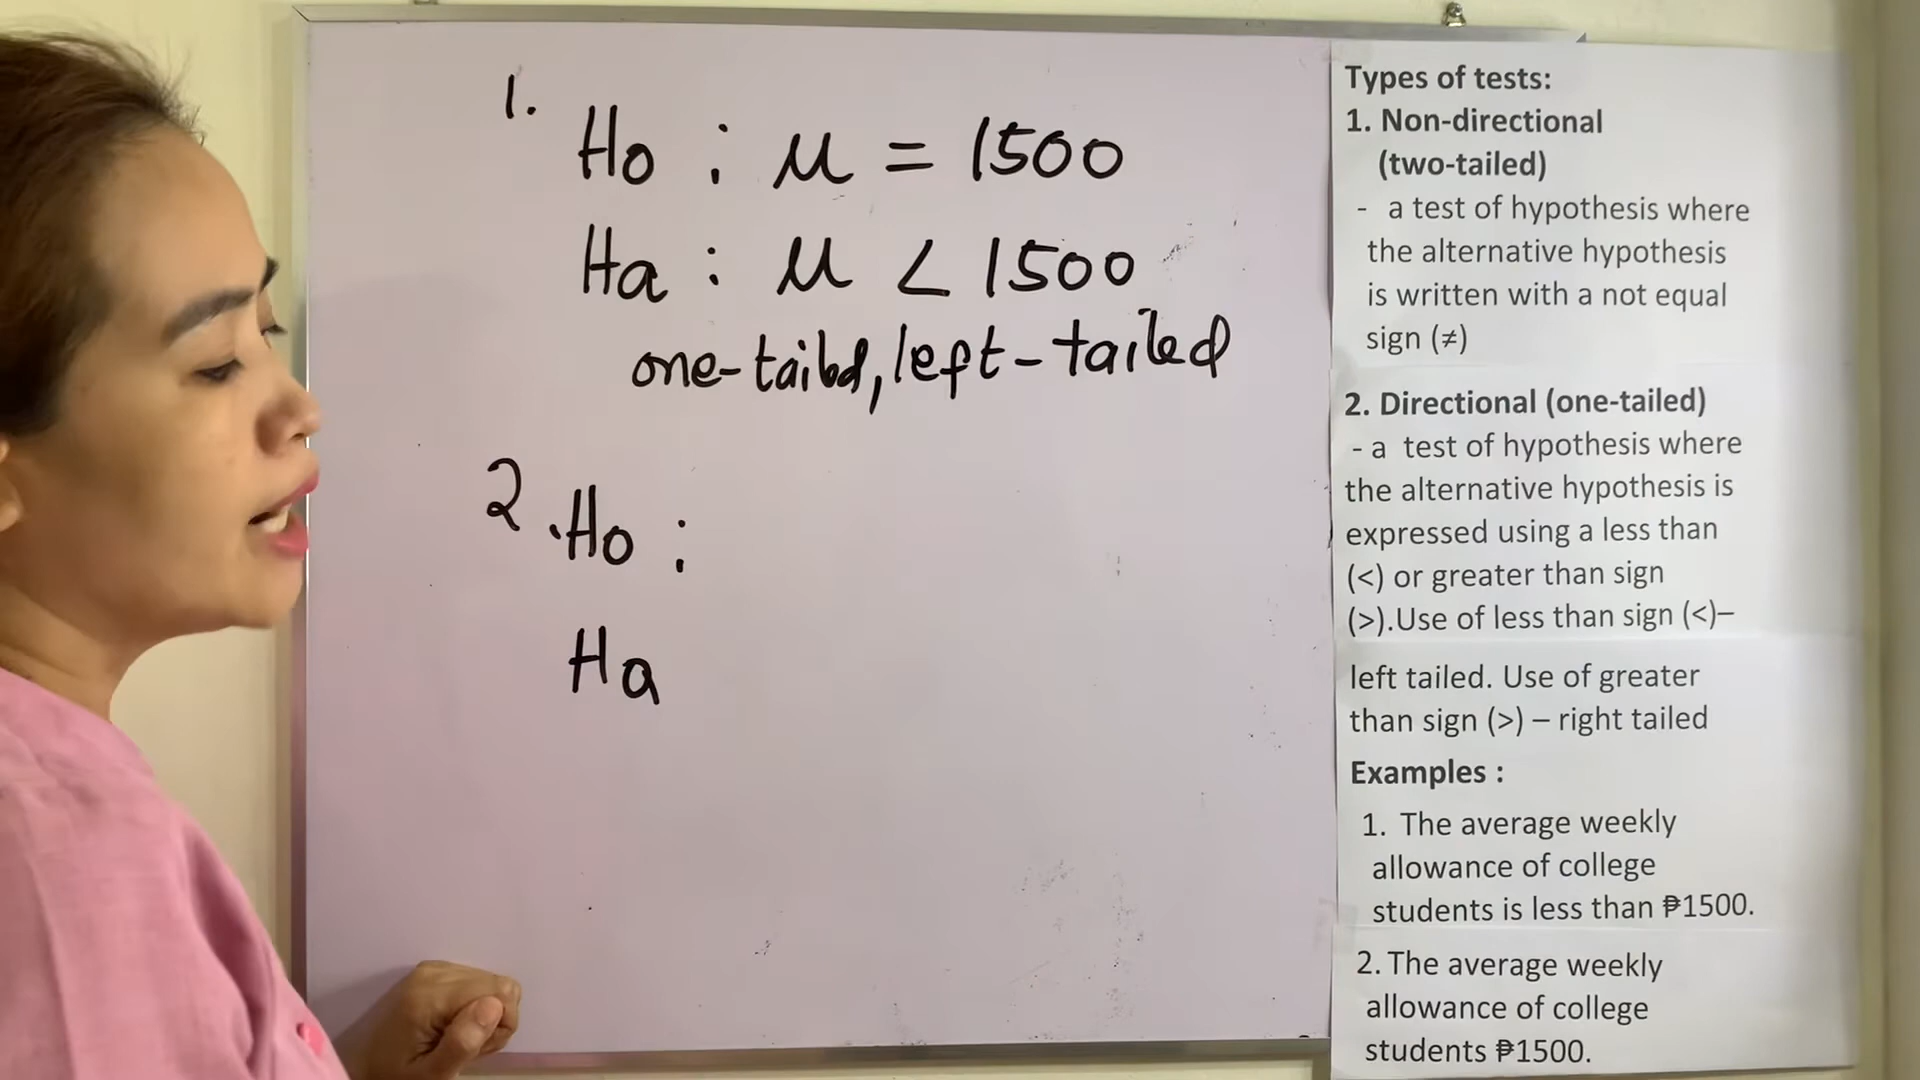 1.
Ho : μ = 1500
Ha : μ < 1500
one-tailed, left-tailed
2. Ho :
Ha
Types of tests:
1. Non-directional
(two-tailed)
- a test of hypothesis where
the alternative hypothesis
is written with a not equal
sign (≠)
2. Directional (one-tailed)
- a test of hypothesis where
the alternative hypothesis is
expressed using a less than
(<) or greater than sign
(>).Use of less than sign (<)–
left tailed. Use of greater
than sign (>) – right tailed
Examples :
1. The average weekly
allowance of college
students is less than ₱1500.
2. The average weekly
allowance of college
students ₱1500.